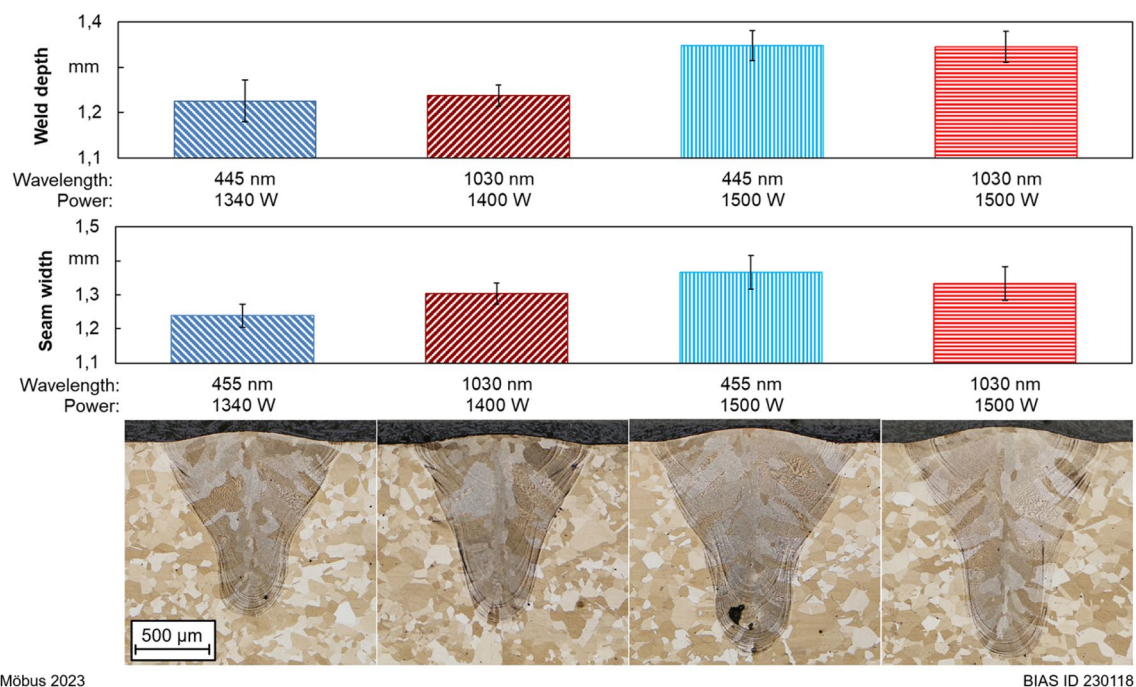 1,4
Weld depth
mm
1,2
1,1
Wavelength: 445 nm 1030 nm 445 nm 1030 nm
Power: 1340 W 1400 W 1500 W 1500 W
1,5
Seam width
mm
1,3
1,2
1,1
Wavelength: 455 nm 1030 nm 455 nm 1030 nm
Power: 1340 W 1400 W 1500 W 1500 W
500 µm
Möbus 2023 BIAS ID 230118